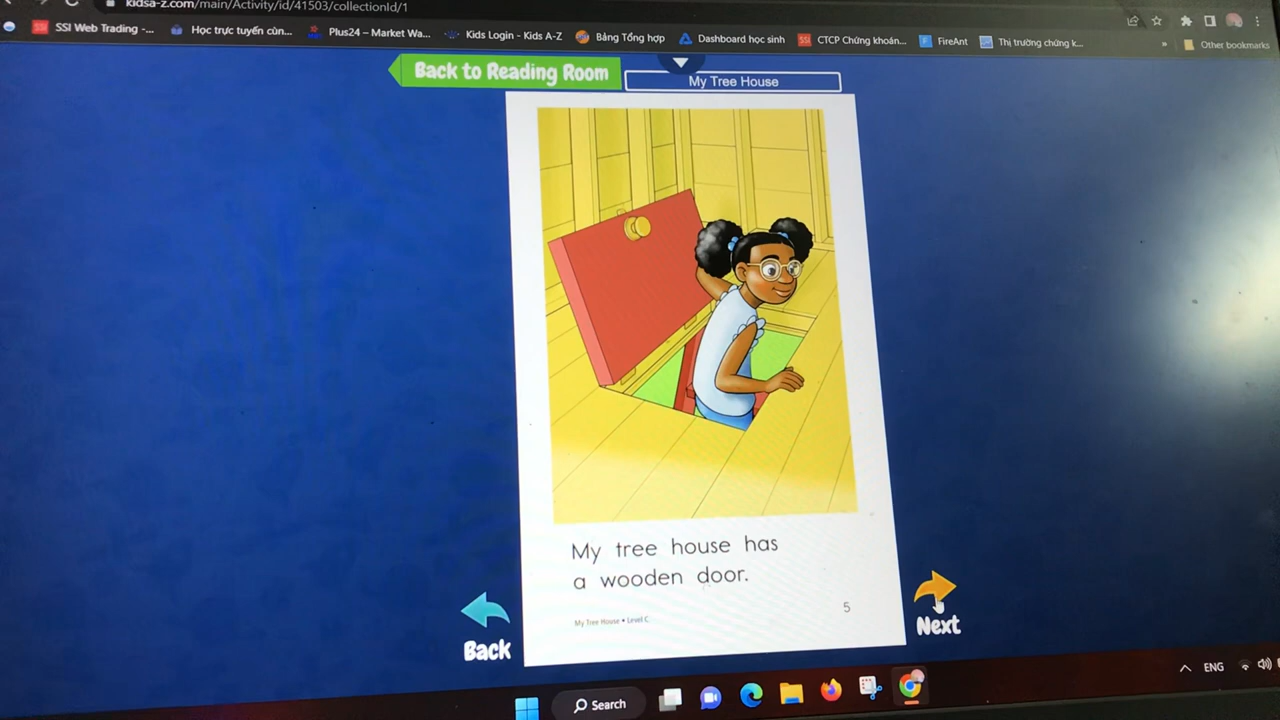 kidsa-z.com/main/Activity/id/41503/collectionId/1
SSI Web Trading -...
Học trực tuyến cùn...
Plus24 – Market Wa...
Kids Login - Kids A-Z
Bảng Tổng hợp
Dashboard học sinh
SSI
CTCP Chứng khoán...
F
FireAnt
Thị trường chứng k...
»
Other bookmarks
Back to Reading Room
My Tree House
My tree house has
a wooden door.
My Tree House • Level C
5
Back
Next
Search
ENG